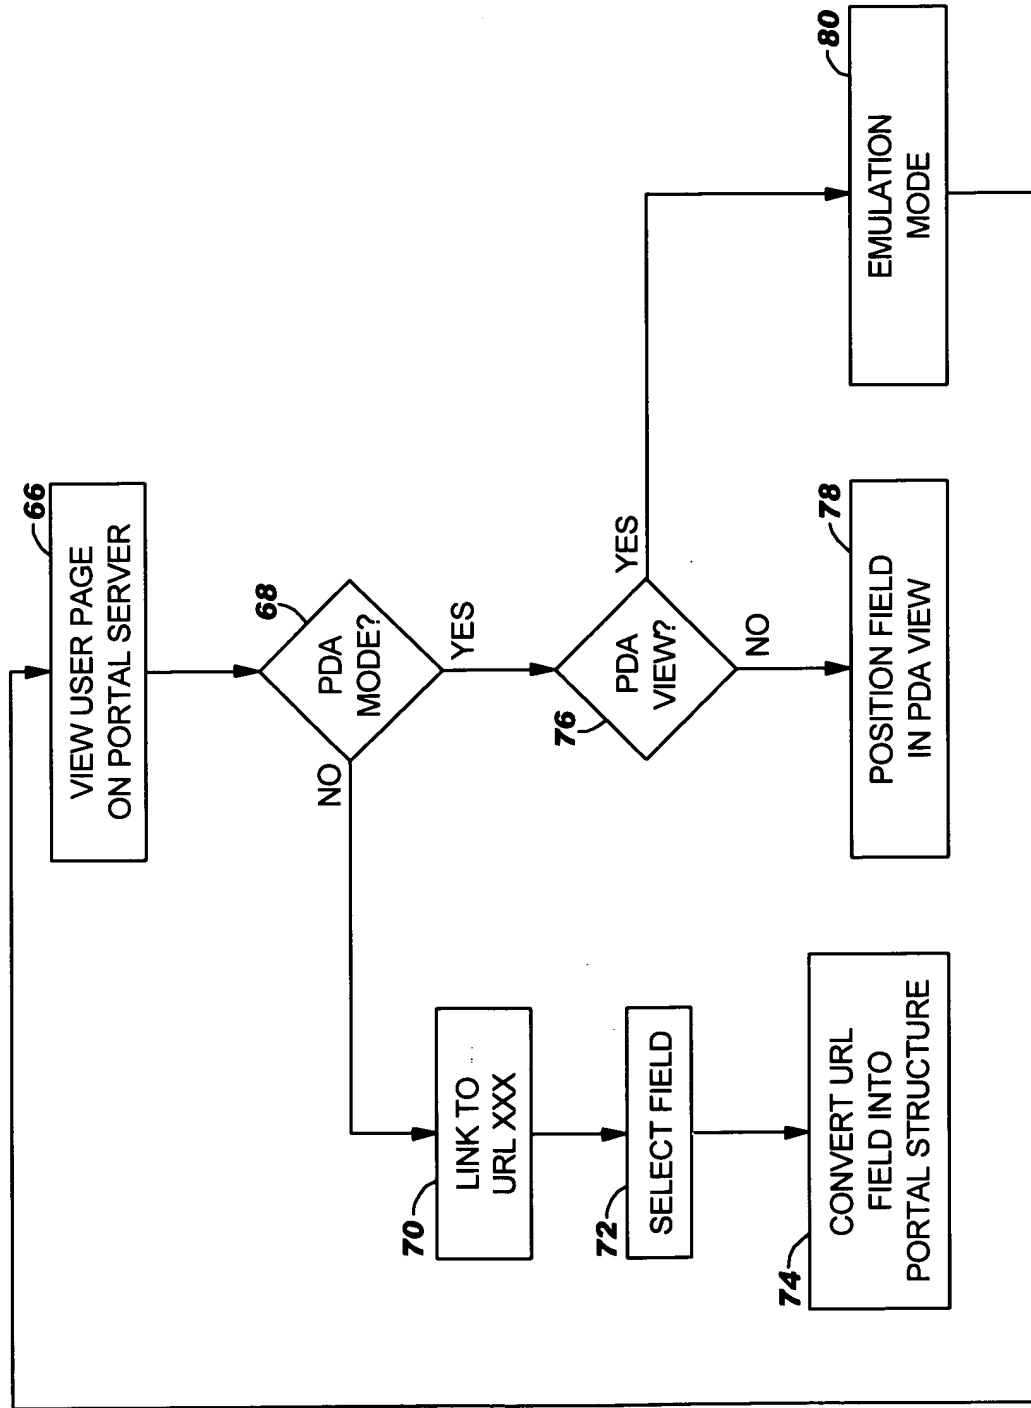 66
VIEW USER PAGE
ON PORTAL SERVER
68
PDA
MODE?
NO
YES
70
LINK TO
URL XXX
72
SELECT FIELD
74
CONVERT URL
FIELD INTO
PORTAL STRUCTURE
76
PDA
VIEW?
YES
NO
78
POSITION FIELD
IN PDA VIEW
80
EMULATION
MODE